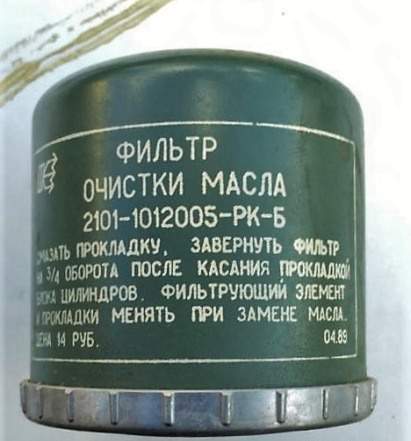 ФИЛЬТР
ОЧИСТКИ МАСЛА
2101-1012005-РК-Б
СМАЗАТЬ ПРОКЛАДКУ, ЗАВЕРНУТЬ ФИЛЬТР
НА 3/4 ОБОРОТА ПОСЛЕ КАСАНИЯ ПРОКЛАДКОЙ
БЛОКА ЦИЛИНДРОВ. ФИЛЬТРУЮЩИЙ ЭЛЕМЕНТ
И ПРОКЛАДКИ МЕНЯТЬ ПРИ ЗАМЕНЕ МАСЛА.
ЦЕНА 14 РУБ. 04.89